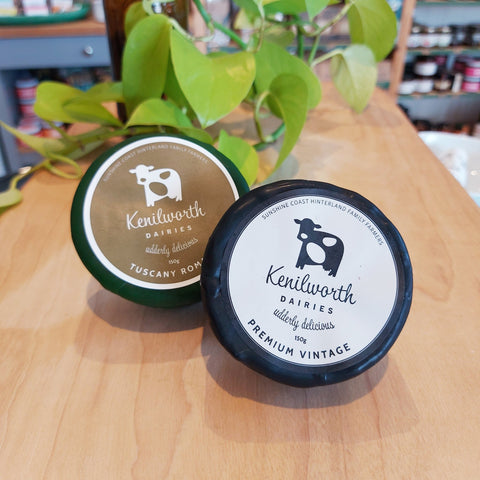 SUNSHINE COAST HINTERLAND FAMILY FARMERS
Kenilworth
DAIRIES
udderly delicious
150g
TUSCANY
SUNSHINE COAST HINTERLAND FAMILY FARMERS
Kenilworth
DAIRIES
udderly delicious
150g
PREMIUM VINTAGE